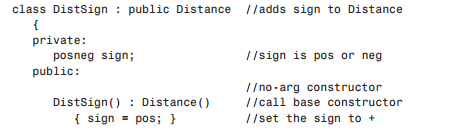 class DistSign : public Distance //adds sign to Distance
{
private:
posneg sign; //sign is pos or neg
public:
//no-arg constructor
DistSign() : Distance() //call base constructor
{ sign = pos; } //set the sign to +